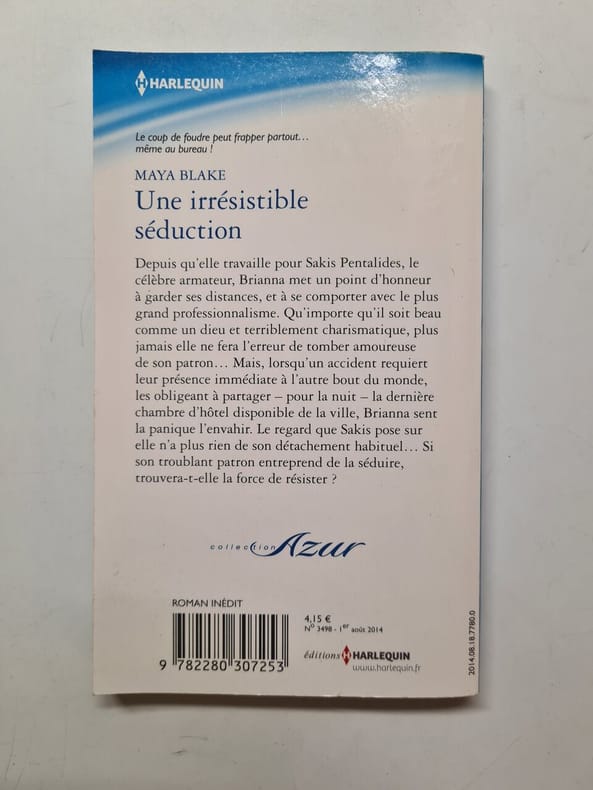 HARLEQUIN
Le coup de foudre peut frapper partout…
même au bureau !
MAYA BLAKE
Une irrésistible
séduction
Depuis qu'elle travaille pour Sakis Pentalides, le
célèbre armateur, Brianna met un point d'honneur
à garder ses distances, et à se comporter avec le plus
grand professionnalisme. Qu'importe qu'il soit beau
comme un dieu et terriblement charismatique, plus
jamais elle ne fera l'erreur de tomber amoureuse
de son patron… Mais, lorsqu'un accident requiert
leur présence immédiate à l'autre bout du monde,
les obligeant à partager – pour la nuit – la dernière
chambre d'hôtel disponible de la ville, Brianna sent
la panique l'envahir. Le regard que Sakis pose sur
elle n'a plus rien de son détachement habituel… Si
son troublant patron entreprend de la séduire,
trouvera-t-elle la force de résister ?
collection Azur
ROMAN INÉDIT
9 782280 307253
4,15 €
N° 3498 - 1er août 2014
éditions HARLEQUIN
www.harlequin.fr
2014.08.18.7780.0